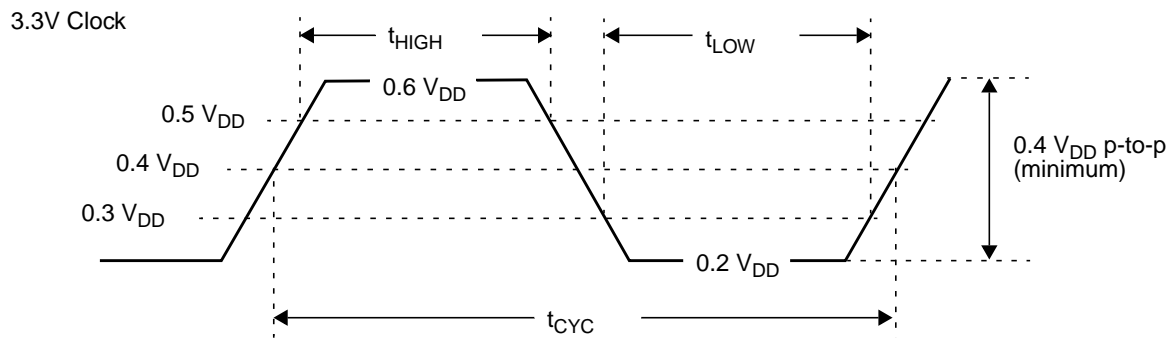 3.3V Clock
tHIGH
tLOW
0.6 VDD
0.5 VDD
0.4 VDD
0.3 VDD
0.2 VDD
0.4 VDD p-to-p
(minimum)
tCYC